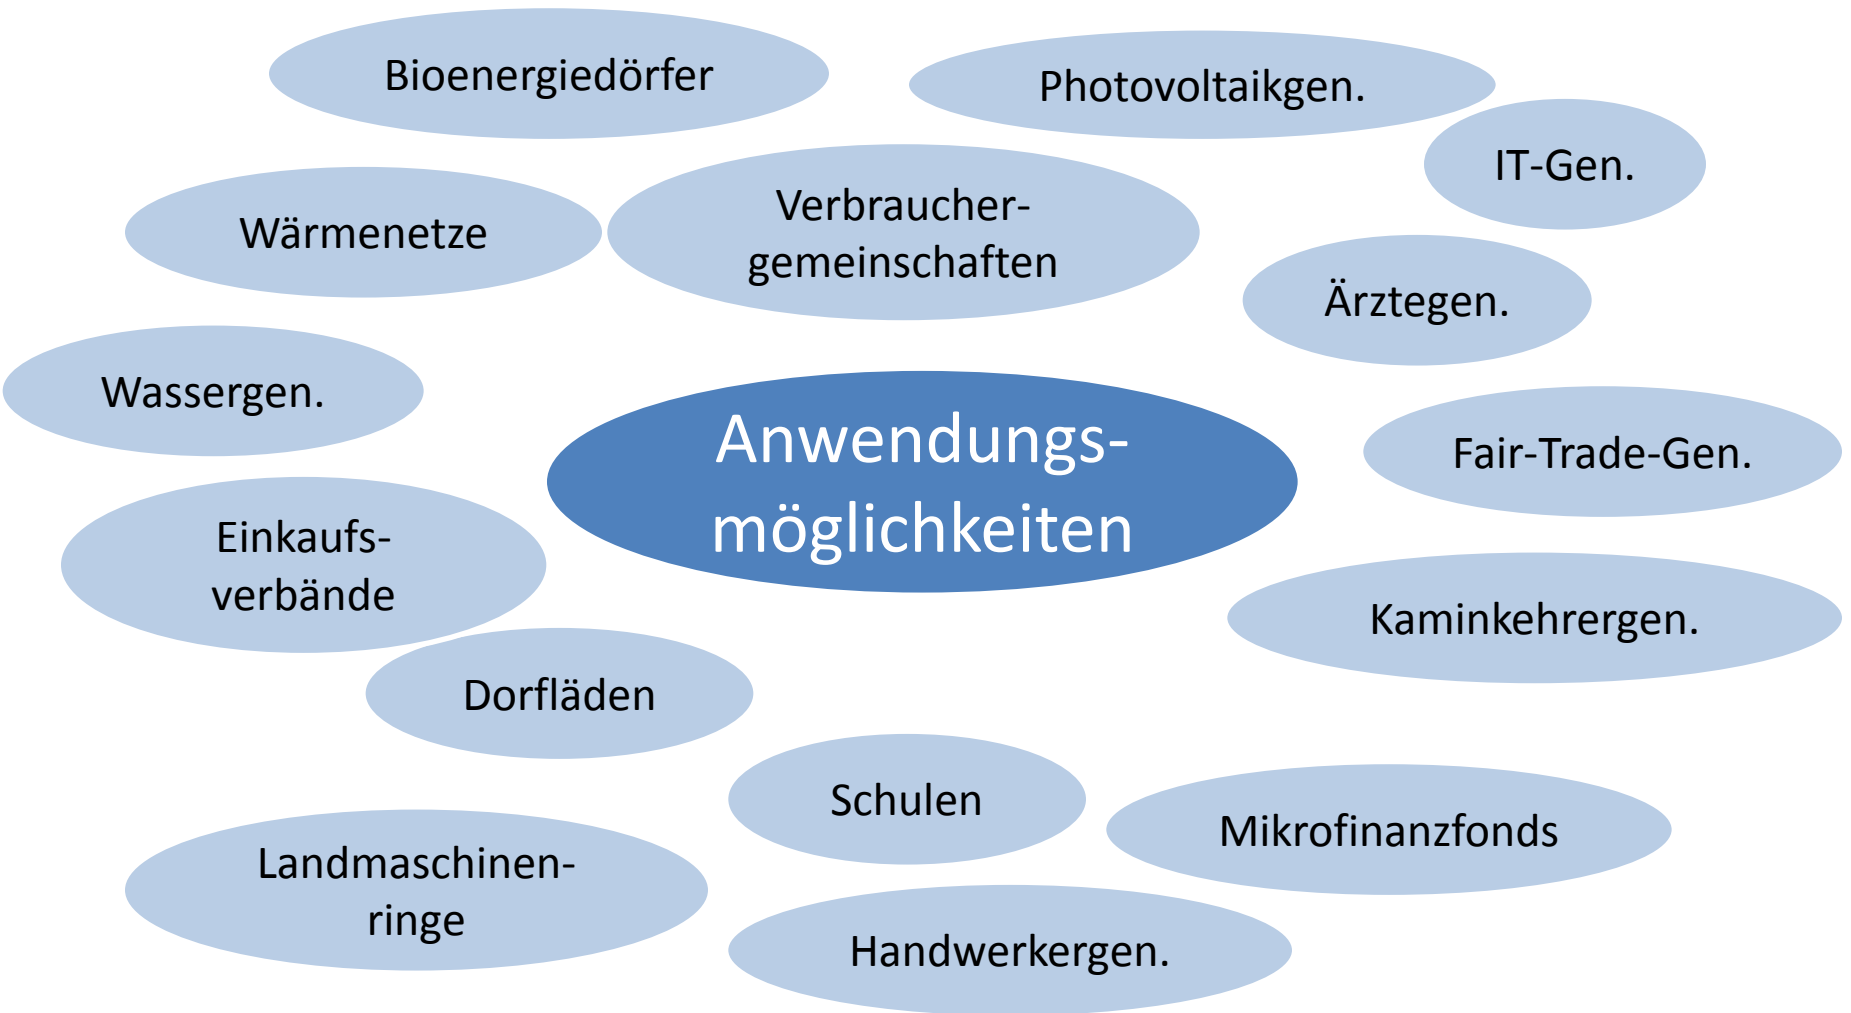 Bioenergiedörfer
Photovoltaikgen.
IT-Gen.
Wärmenetze
Verbraucher-
gemeinschaften
Ärztegen.
Wassergen.
Anwendungs-
möglichkeiten
Fair-Trade-Gen.
Einkaufs-
verbände
Kaminkehrergen.
Dorfläden
Schulen
Mikrofinanzfonds
Landmaschinen-
ringe
Handwerkergen.